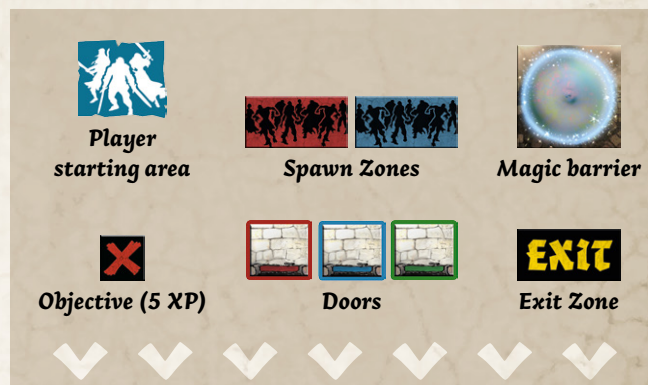 Player
starting area
Spawn Zones
Magic barrier
EXIT
Objective (5 XP)
Doors
Exit Zone